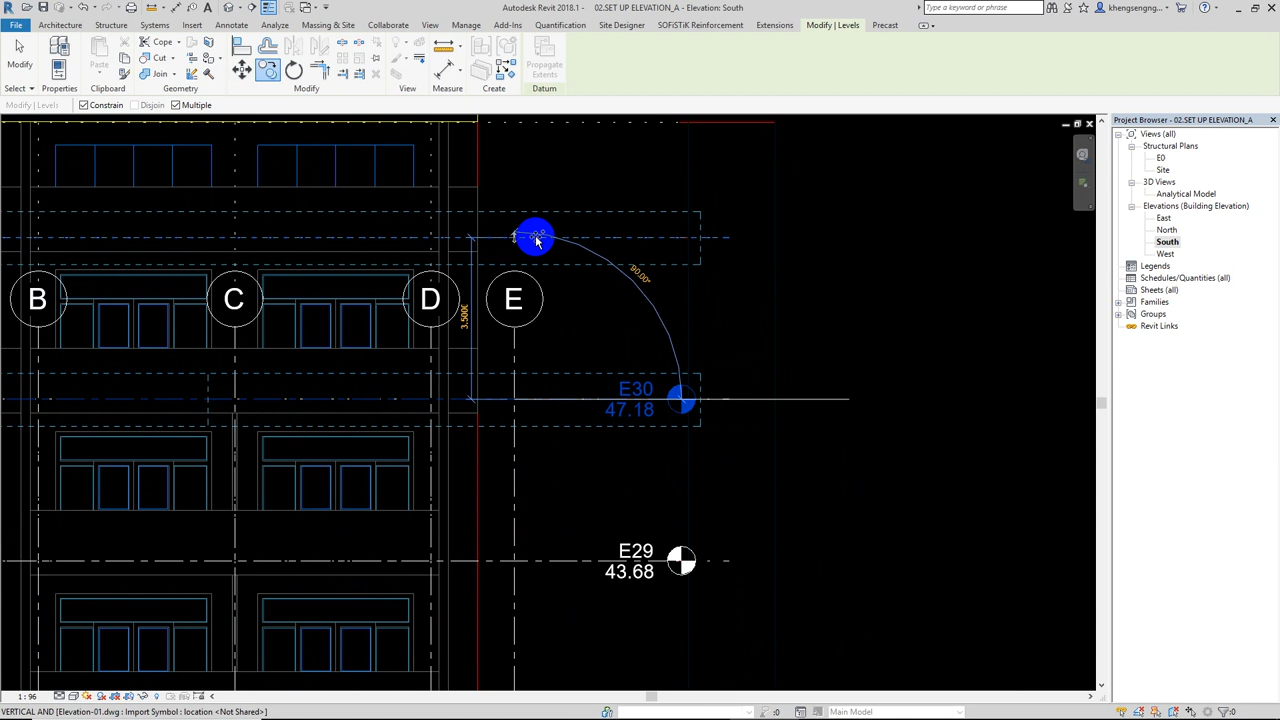 Autodesk Revit 2018.1 - 02.SET UP ELEVATION_A - Elevation: South
Type a keyword or phrase
khengsengng...
File Architecture Structure Systems Insert Annotate Analyze Massing & Site Collaborate View Manage Add-Ins Quantification Site Designer SOFiSTiK Reinforcement Extensions Modify | Levels Precast
Modify
Paste
Cope
Cut
Join
Propagate
Extents
Select Properties Clipboard Geometry Modify View Measure Create Datum
Modify | Levels Constrain Disjoin Multiple
Project Browser - 02.SET UP ELEVATION_A
Views (all)
Structural Plans
E0
Site
3D Views
Analytical Model
Elevations (Building Elevation)
East
North
South
West
Legends
Schedules/Quantities (all)
Sheets (all)
Families
Groups
Revit Links
90.00°
B C D E
E30
47.18
E29
43.68
1 : 96
VERTICAL AND [Elevation-01.dwg : Import Symbol : location <Not Shared>]
:0
Main Model
:0